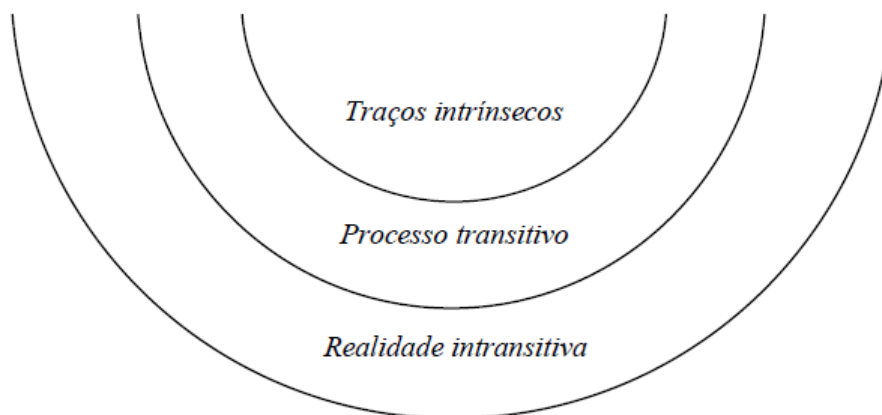 Traços intrínsecos
Processo transitivo
Realidade intransitiva